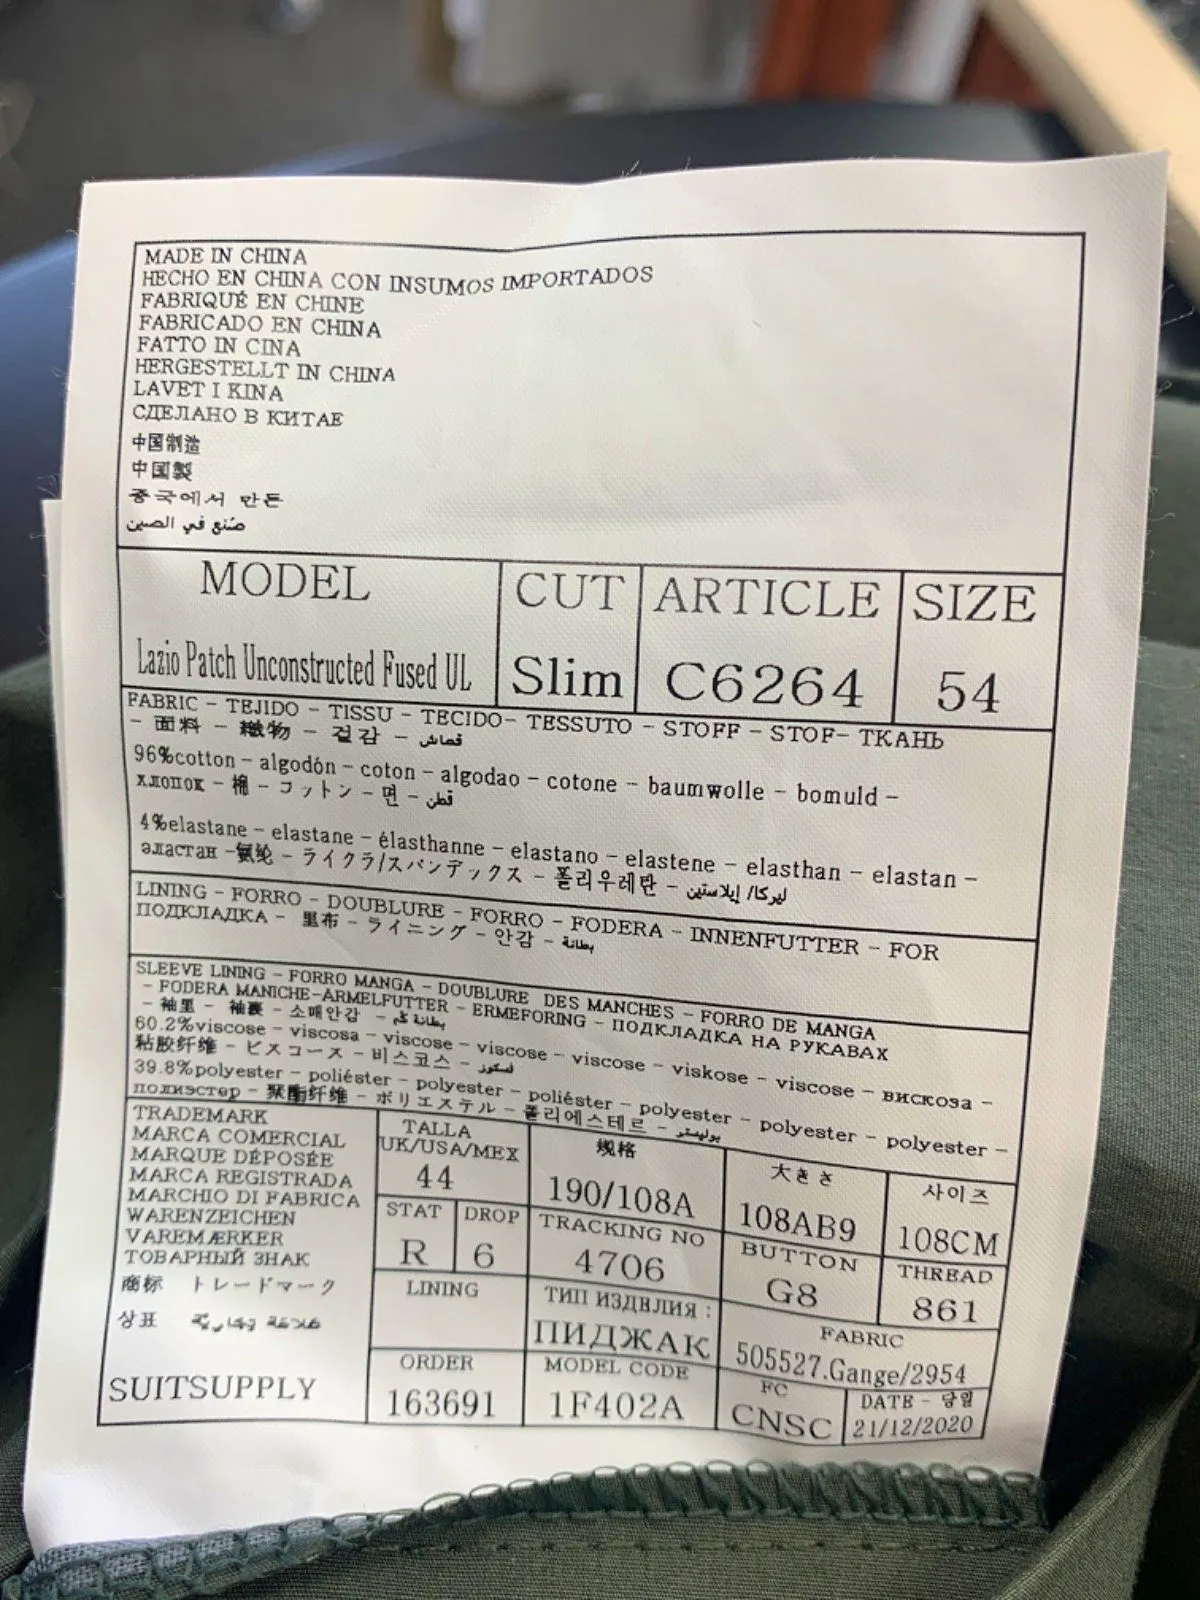 MADE IN CHINA
HECHO EN CHINA CON INSUMOS IMPORTADOS
FABRIQUÉ EN CHINE
FABRICADO EN CHINA
FATTO IN CINA
HERGESTELLT IN CHINA
LAVET I KINA
СДЕЛАНО В КИТАЕ
中国制造
中国製
중국에서 만든
صُنع في الصين
MODEL
CUT
ARTICLE
SIZE
Lazio Patch Unconstructed Fused UL
Slim
C6264
54
FABRIC - TEJIDO - TISSU - TECIDO- TESSUTO - STOFF - STOF- ТКАНЬ
- 面料 - 織物 - 겉감 - قماش
96%cotton - algodón - coton - algodao - cotone - baumwolle - bomuld -
хлопок - 棉 - コットン - 면 - قطن
4%elastane - elastane - élasthanne - elastano - elastene - elasthan - elastan -
эластан -氨纶 - ライクラ/スパンデックス - 폴리우레탄 - ليركا/ إيلاستين
LINING - FORRO - DOUBLURE - FORRO - FODERA - INNENFUTTER - FOR
ПОДКЛАДКА - 里布 - ライニング - 안감 - بطانة
SLEEVE LINING - FORRO MANGA - DOUBLURE DES MANCHES - FORRO DE MANGA
- FODERA MANICHE-ARMELFUTTER - ERMEFORING - ПОДКЛАДКА НА РУКАВАХ
- 袖里 - 袖裏 - 소매안감 - بطانة كم
60.2%viscose - viscosa - viscose - viscose - viscose - viskose - viscose - вискоза -
粘胶纤维 - ビスコース - 비스코스 - فسكوز
39.8%polyester - poliéster - polyester - poliéster - polyester - polyester - polyester -
полиэстер - 聚酯纤维 - ポリエステル - 폴리에스테르 - بوليستر
TRADEMARK
MARCA COMERCIAL
MARQUE DÉPOSÉE
MARCA REGISTRADA
MARCHIO DI FABRICA
WARENZEICHEN
VAREMÆRKER
ТОВАРНЫЙ ЗНАК
商标 トレードマーク
상표
SUITSUPPLY
TALLA
UK/USA/MEX
44
规格
190/108A
大きさ
108AB9
사이즈
108CM
STAT
R
DROP
6
TRACKING NO
4706
BUTTON
G8
THREAD
861
LINING
ТИП ИЗДВЛИЯ :
ПИДЖАК
FABRIC
505527.Gange/2954
ORDER
163691
MODEL CODE
1F402A
FC
CNSC
DATE - 당일
21/12/2020